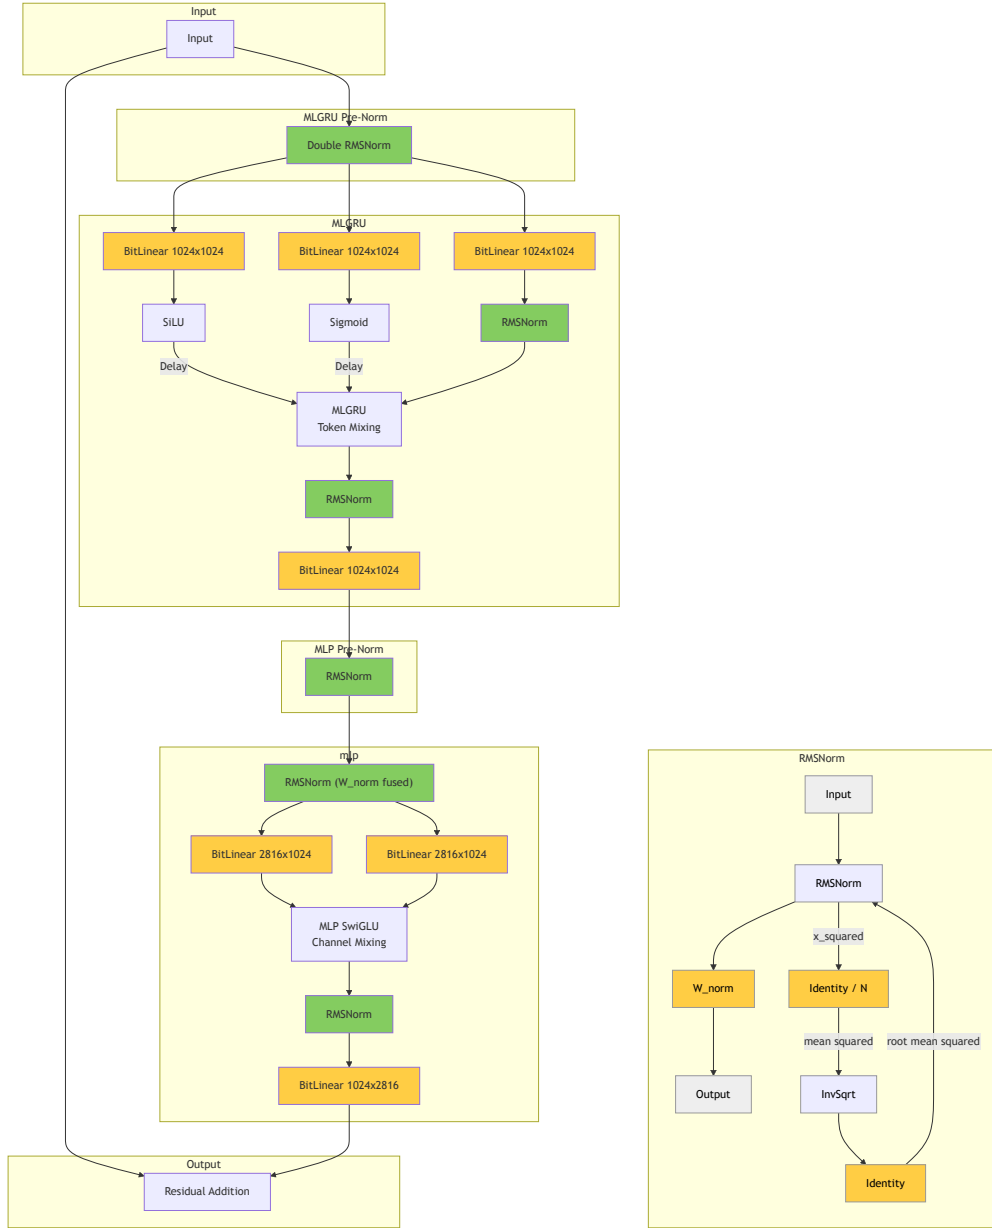 Input
Input
MLGRU Pre-Norm
Double RMSNorm
MLGRU
BitLinear 1024x1024
BitLinear 1024x1024
BitLinear 1024x1024
SiLU
Sigmoid
RMSNorm
Delay
Delay
MLGRU
Token Mixing
RMSNorm
BitLinear 1024x1024
MLP Pre-Norm
RMSNorm
mlp
RMSNorm (W_norm fused)
BitLinear 2816x1024
BitLinear 2816x1024
MLP SwiGLU
Channel Mixing
RMSNorm
BitLinear 1024x2816
Output
Residual Addition
RMSNorm
Input
RMSNorm
x_squared
W_norm
Identity / N
mean squared
root mean squared
Output
InvSqrt
Identity